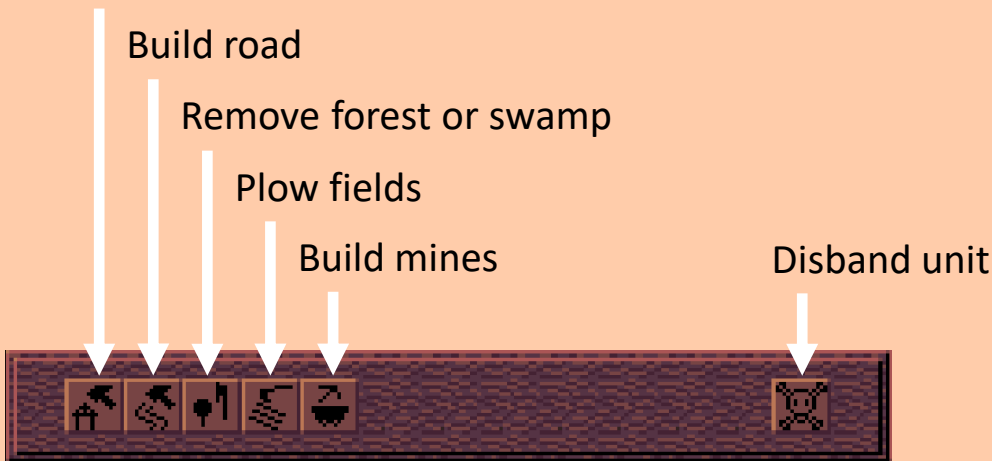 Build road
Remove forest or swamp
Plow fields
Build mines
Disband unit